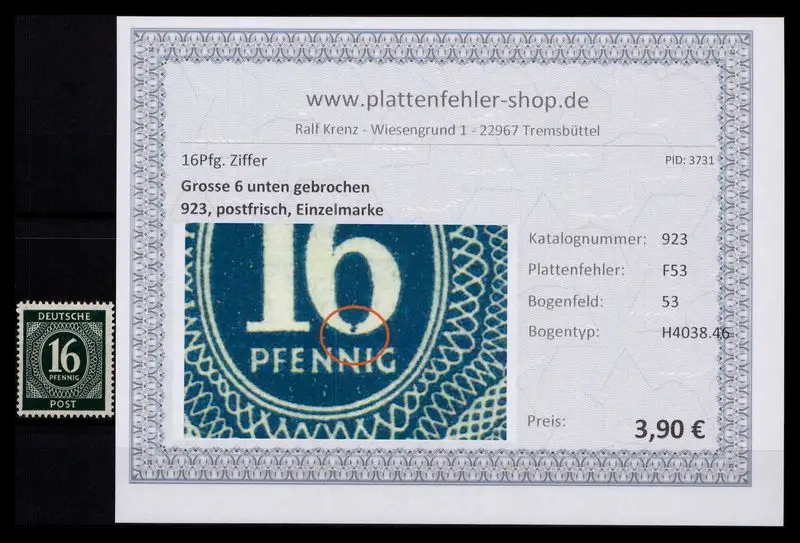 www.plattenfehler-shop.de
Ralf Krenz - Wiesengrund 1 - 22967 Tremsbüttel
16Pfg. Ziffer
PID: 3731
Grosse 6 unten gebrochen
923, postfrisch, Einzelmarke
16
PFENNIG
Katalognummer: 923
Plattenfehler: F53
Bogenfeld: 53
Bogentyp: H4038.46
Preis: 3,90 €
DEUTSCHE
16
PFENNIG
POST